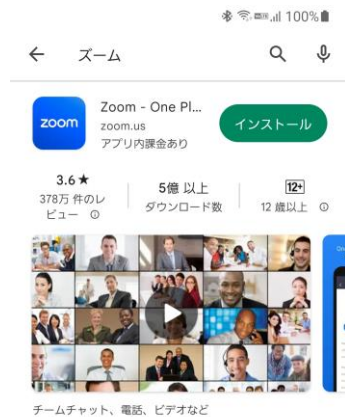 100%
ズーム
zoom
Zoom - One Pl...
zoom.us
アプリ内課金あり
インストール
3.6★
378万 件のレ
ビュー
5億 以上
ダウンロード数
12+
12 歳以上
チームチャット、電話、ビデオなど